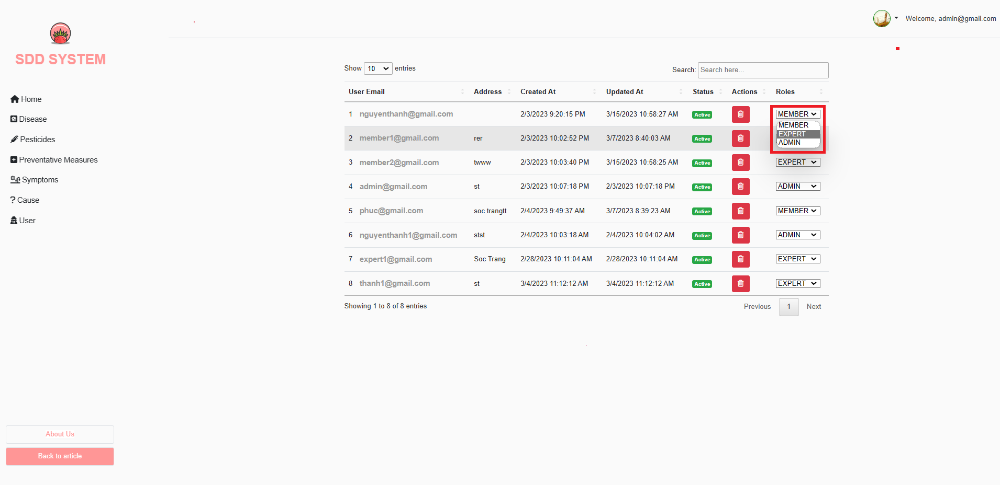 Welcome, admin@gmail.com
SDD SYSTEM
Home
Disease
Pesticides
Preventative Measures
Symptoms
Cause
User
About Us
Back to article
Show 10 entries
Search: Search here...
User Email Address Created At Updated At Status Actions Roles
1 nguyenthanh@gmail.com 2/3/2023 9:20:15 PM 3/15/2023 10:58:27 AM Active MEMBER
MEMBER
EXPERT
ADMIN
2 member1@gmail.com rer 2/3/2023 10:02:52 PM 3/7/2023 8:40:03 AM Active
3 member2@gmail.com twww 2/3/2023 10:03:40 PM 3/15/2023 10:58:25 AM Active EXPERT
4 admin@gmail.com st 2/3/2023 10:07:18 PM 2/3/2023 10:07:18 PM Active ADMIN
5 phuc@gmail.com soc trangtt 2/4/2023 9:49:37 AM 3/7/2023 8:39:23 AM Active MEMBER
6 nguyenthanh1@gmail.com stst 2/4/2023 10:03:18 AM 2/4/2023 10:04:02 AM Active ADMIN
7 expert1@gmail.com Soc Trang 2/28/2023 10:11:04 AM 2/28/2023 10:11:04 AM Active EXPERT
8 thanh1@gmail.com st 3/4/2023 11:12:12 AM 3/4/2023 11:12:12 AM Active EXPERT
Showing 1 to 8 of 8 entries
Previous 1 Next